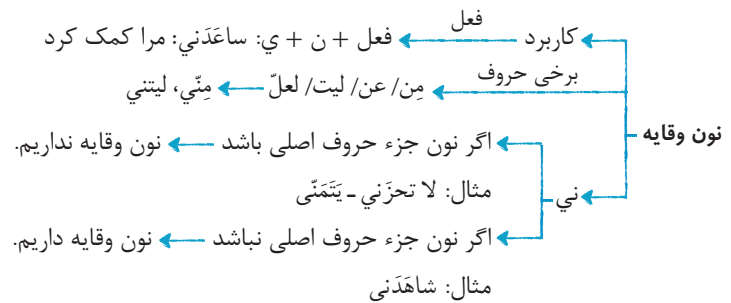 کاربرد فعل فعل + ن + ي: ساعَدَني: مرا کمک کرد
برخی حروف مِن/ عن/ لیت/ لعلّ مِنّي، لیتني
نون وقایه
ني
اگر نون جزء حروف اصلی باشد نون وقایه نداریم.
مثال: لا تحزَني ـ یَتَمَنّی
اگر نون جزء حروف اصلی نباشد نون وقایه داریم.
مثال: شاهَدَنی